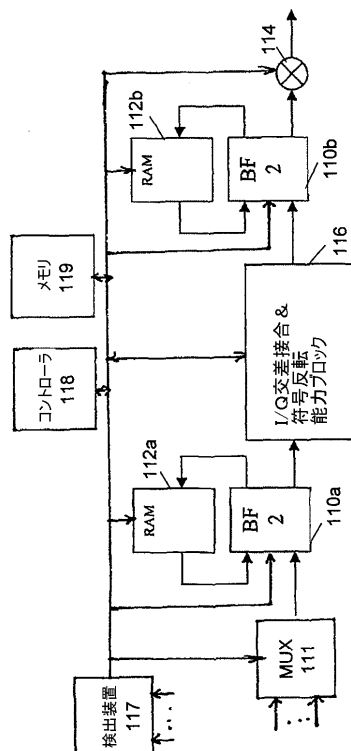 検出装置
117
MUX
111
コントローラ
118
メモリ
119
RAM
112a
BF
2
110a
I/Q交差接合 &
符号反転
能力ブロック
116
RAM
112b
BF
2
110b
114